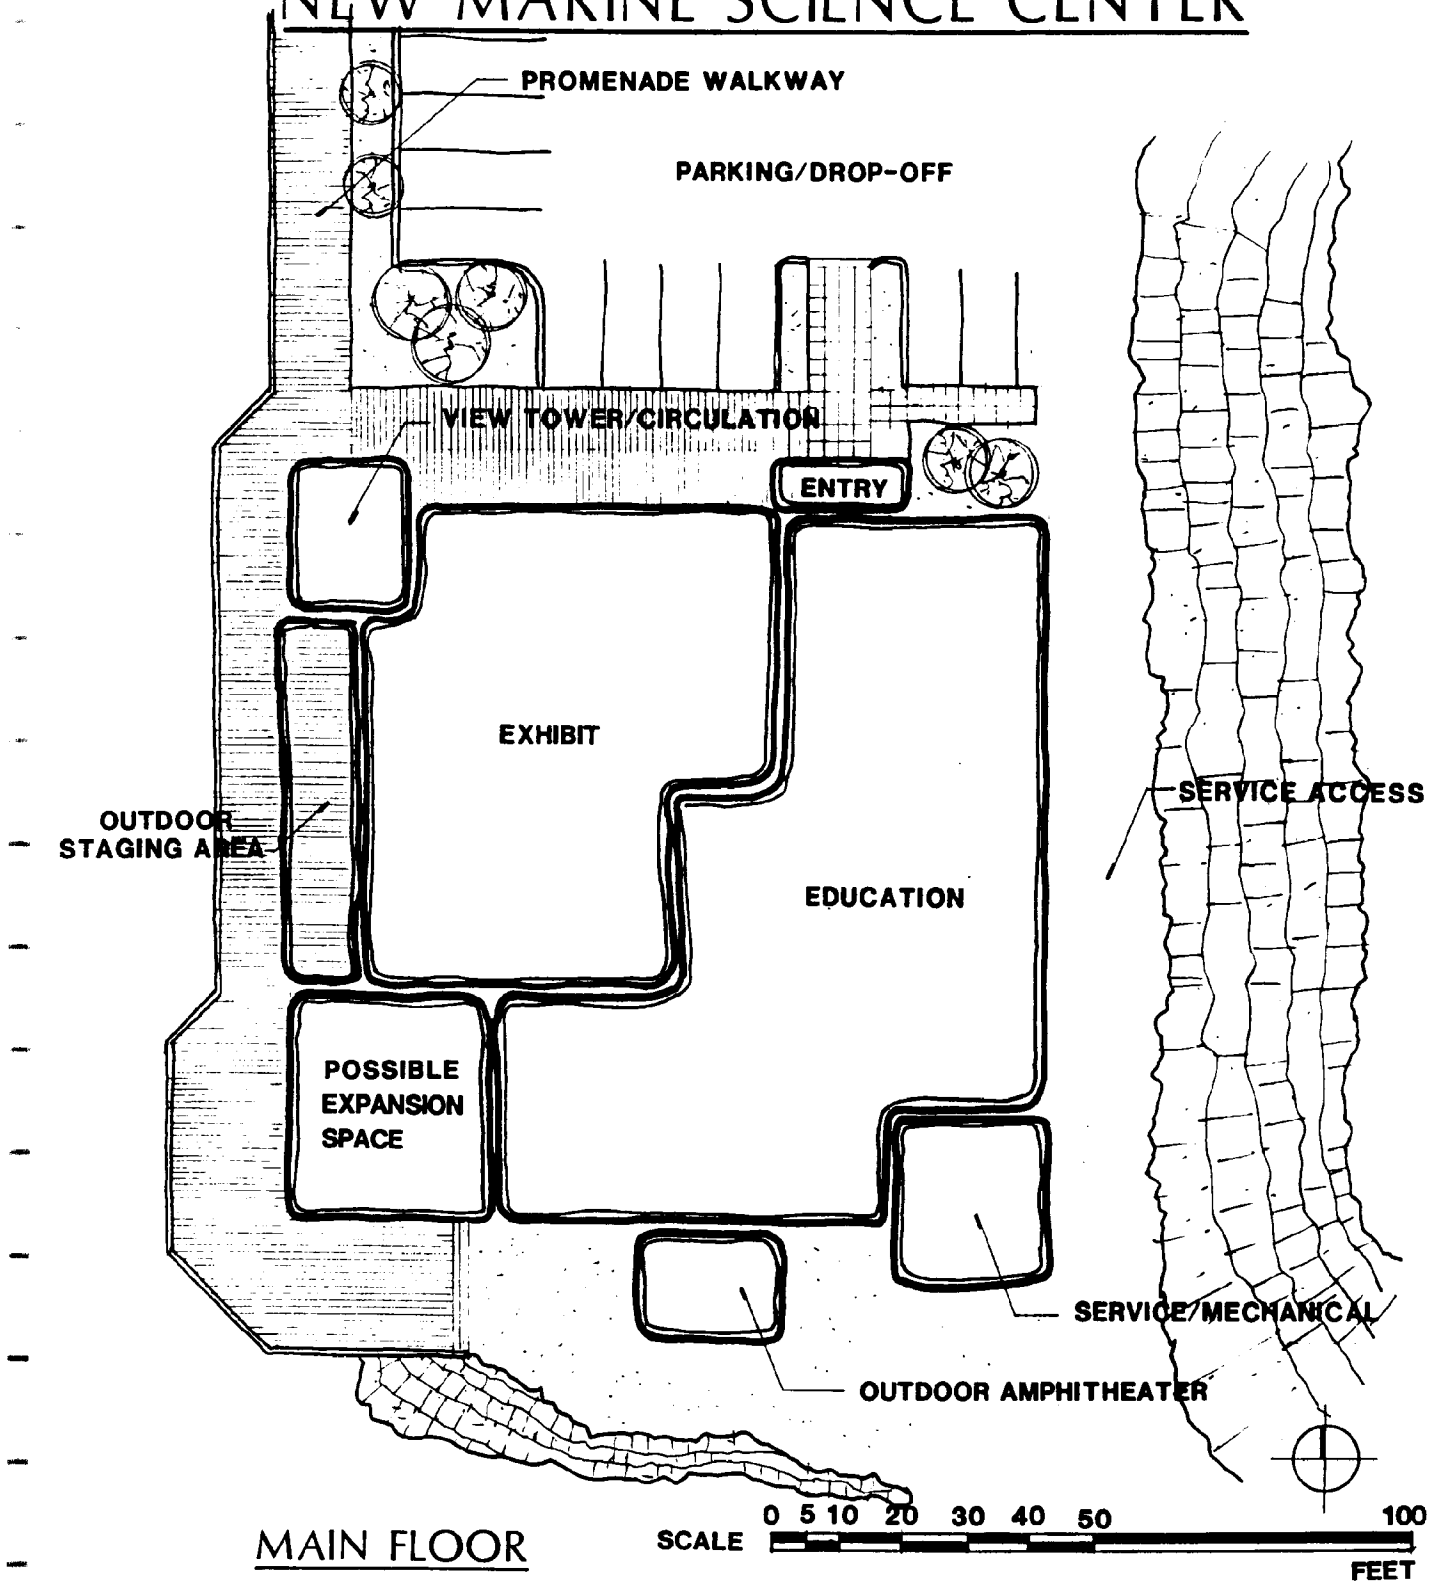 NEW MARINE SCIENCE CENTER
PROMENADE WALKWAY
PARKING/DROP-OFF
VIEW TOWER/CIRCULATION
ENTRY
EXHIBIT
SERVICE ACCESS
OUTDOOR
STAGING AREA
EDUCATION
POSSIBLE
EXPANSION
SPACE
SERVICE/MECHANICAL
OUTDOOR AMPHITHEATER
MAIN FLOOR
SCALE
0 5 10 20 30 40 50 100
FEET